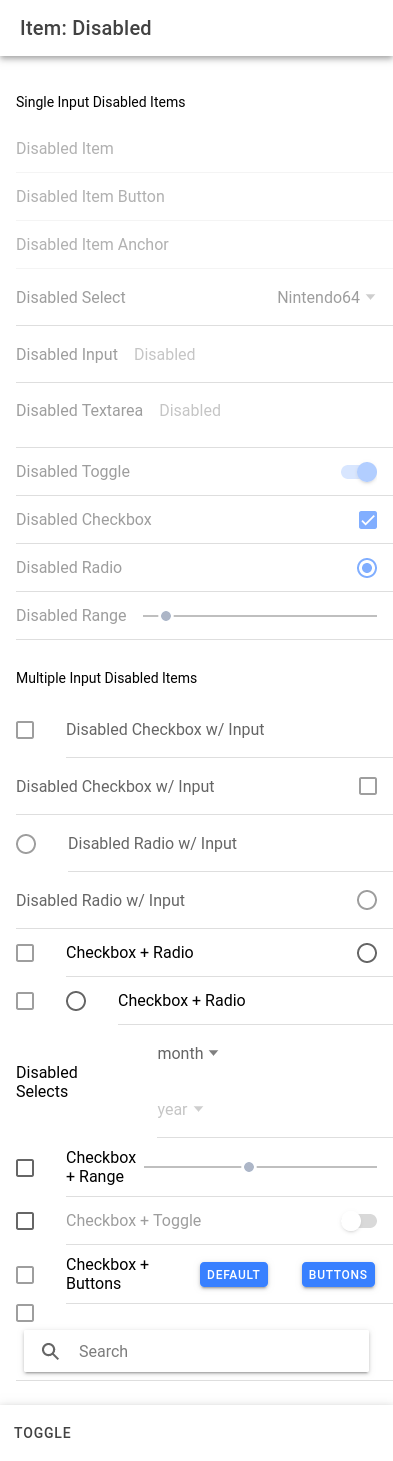 Item: Disabled
Single Input Disabled Items
Disabled Item
Disabled Item Button
Disabled Item Anchor
Disabled Select Nintendo64
Disabled Input Disabled
Disabled Textarea Disabled
Disabled Toggle
Disabled Checkbox
Disabled Radio
Disabled Range
Multiple Input Disabled Items
Disabled Checkbox w/ Input
Disabled Checkbox w/ Input
Disabled Radio w/ Input
Disabled Radio w/ Input
Checkbox + Radio
Checkbox + Radio
month
Disabled
Selects
year
Checkbox
+ Range
Checkbox + Toggle
Checkbox +
Buttons
DEFAULT BUTTONS
Search
TOGGLE